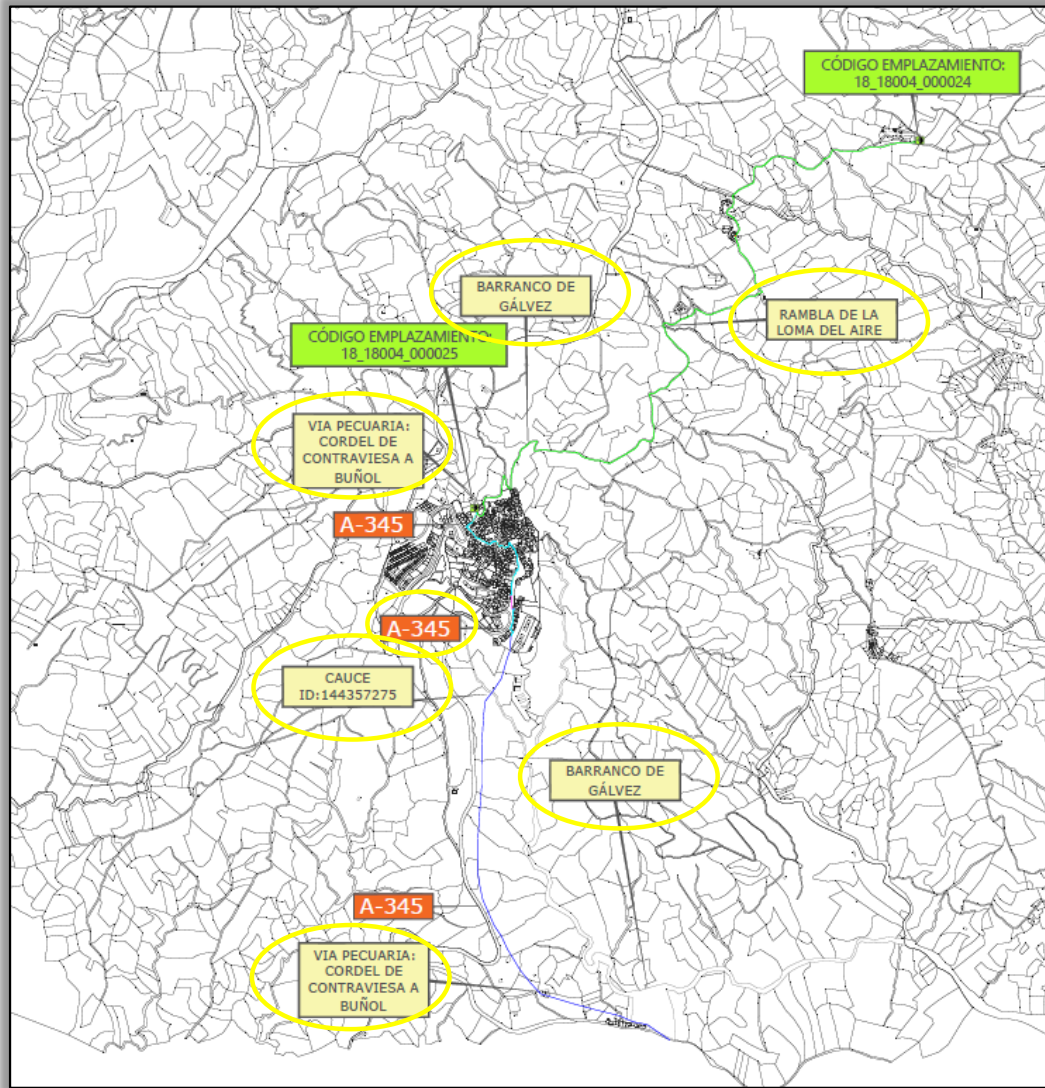 CÓDIGO EMPLAZAMIENTO:
18_18004_000024
BARRANCO DE
GÁLVEZ
RAMBLA DE LA
LOMA DEL AIRE
CÓDIGO EMPLAZAMIENTO:
18_18004_000025
VIA PECUARIA:
CORDEL DE
CONTRAVIESA A
BUÑOL
A-345
A-345
CAUCE
ID:144357275
BARRANCO DE
GÁLVEZ
A-345
VIA PECUARIA:
CORDEL DE
CONTRAVIESA A
BUÑOL